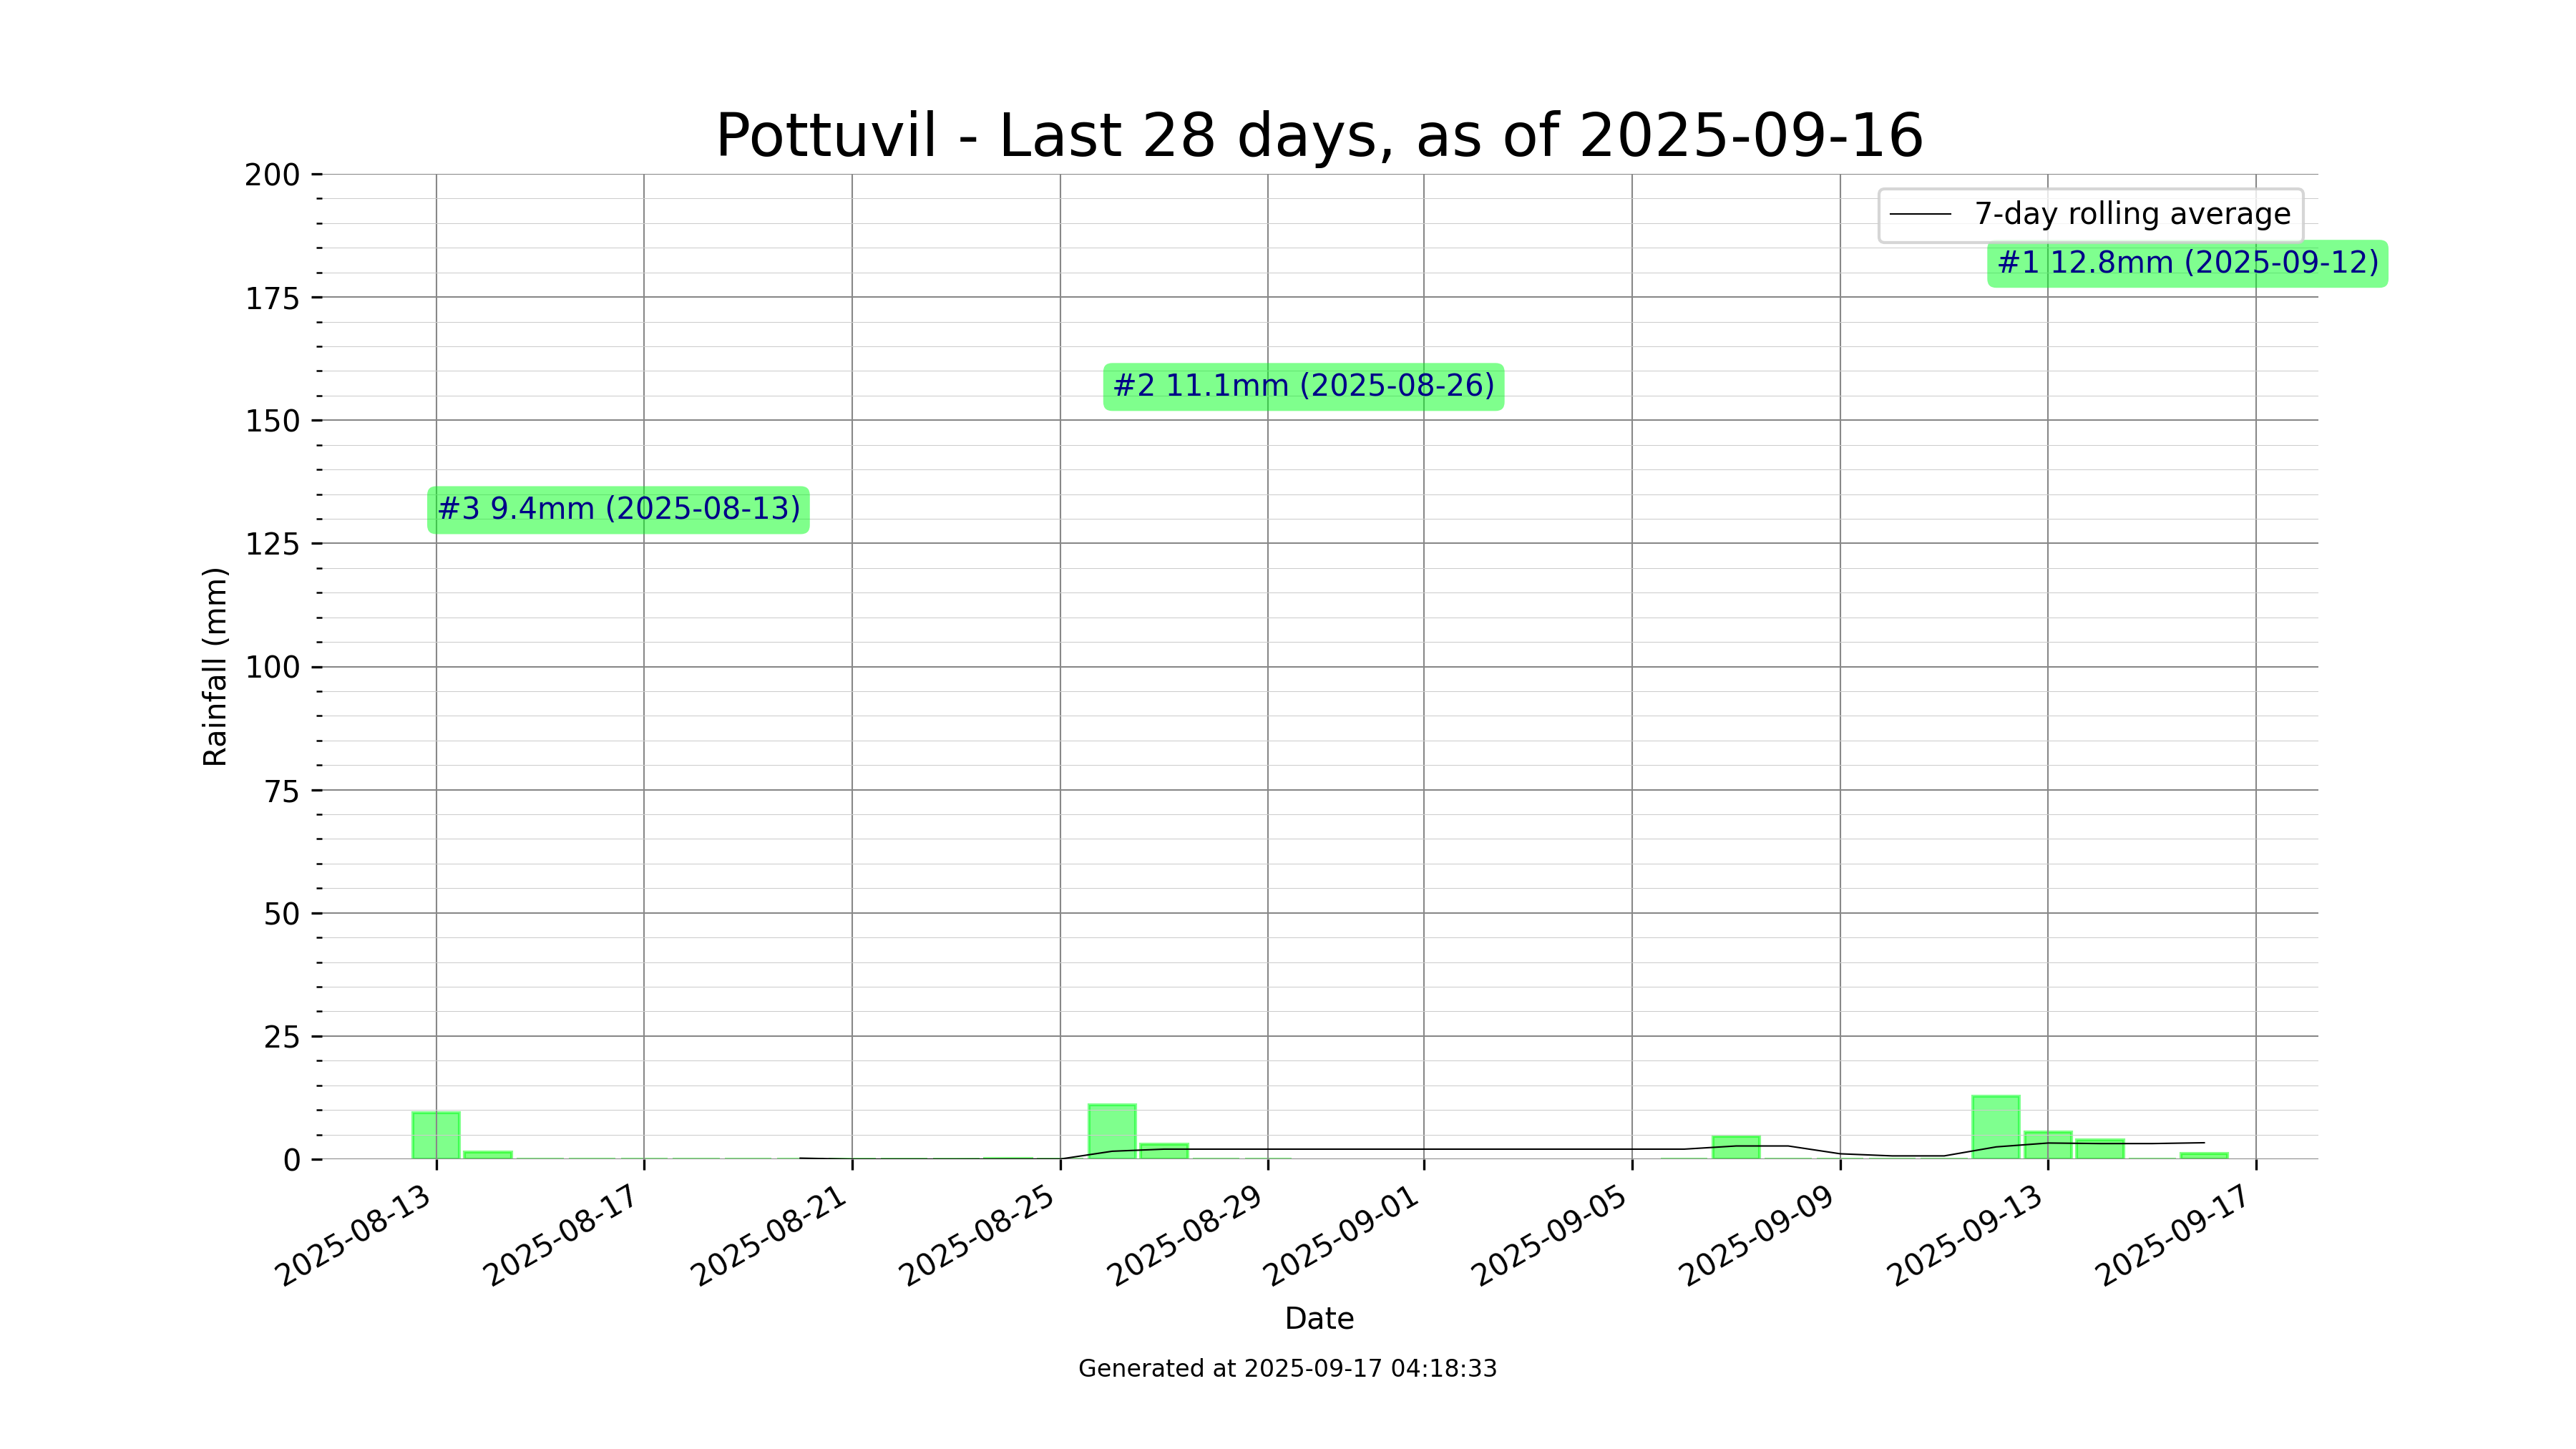 Pottuvil - Last 28 days, as of 2025-09-16
200
175
150
125
100
75
50
25
0
Rainfall (mm)
7-day rolling average
#1 12.8mm (2025-09-12)
#2 11.1mm (2025-08-26)
#3 9.4mm (2025-08-13)
2025-08-13
2025-08-17
2025-08-21
2025-08-25
2025-08-29
2025-09-01
2025-09-05
2025-09-09
2025-09-13
2025-09-17
Date
Generated at 2025-09-17 04:18:33